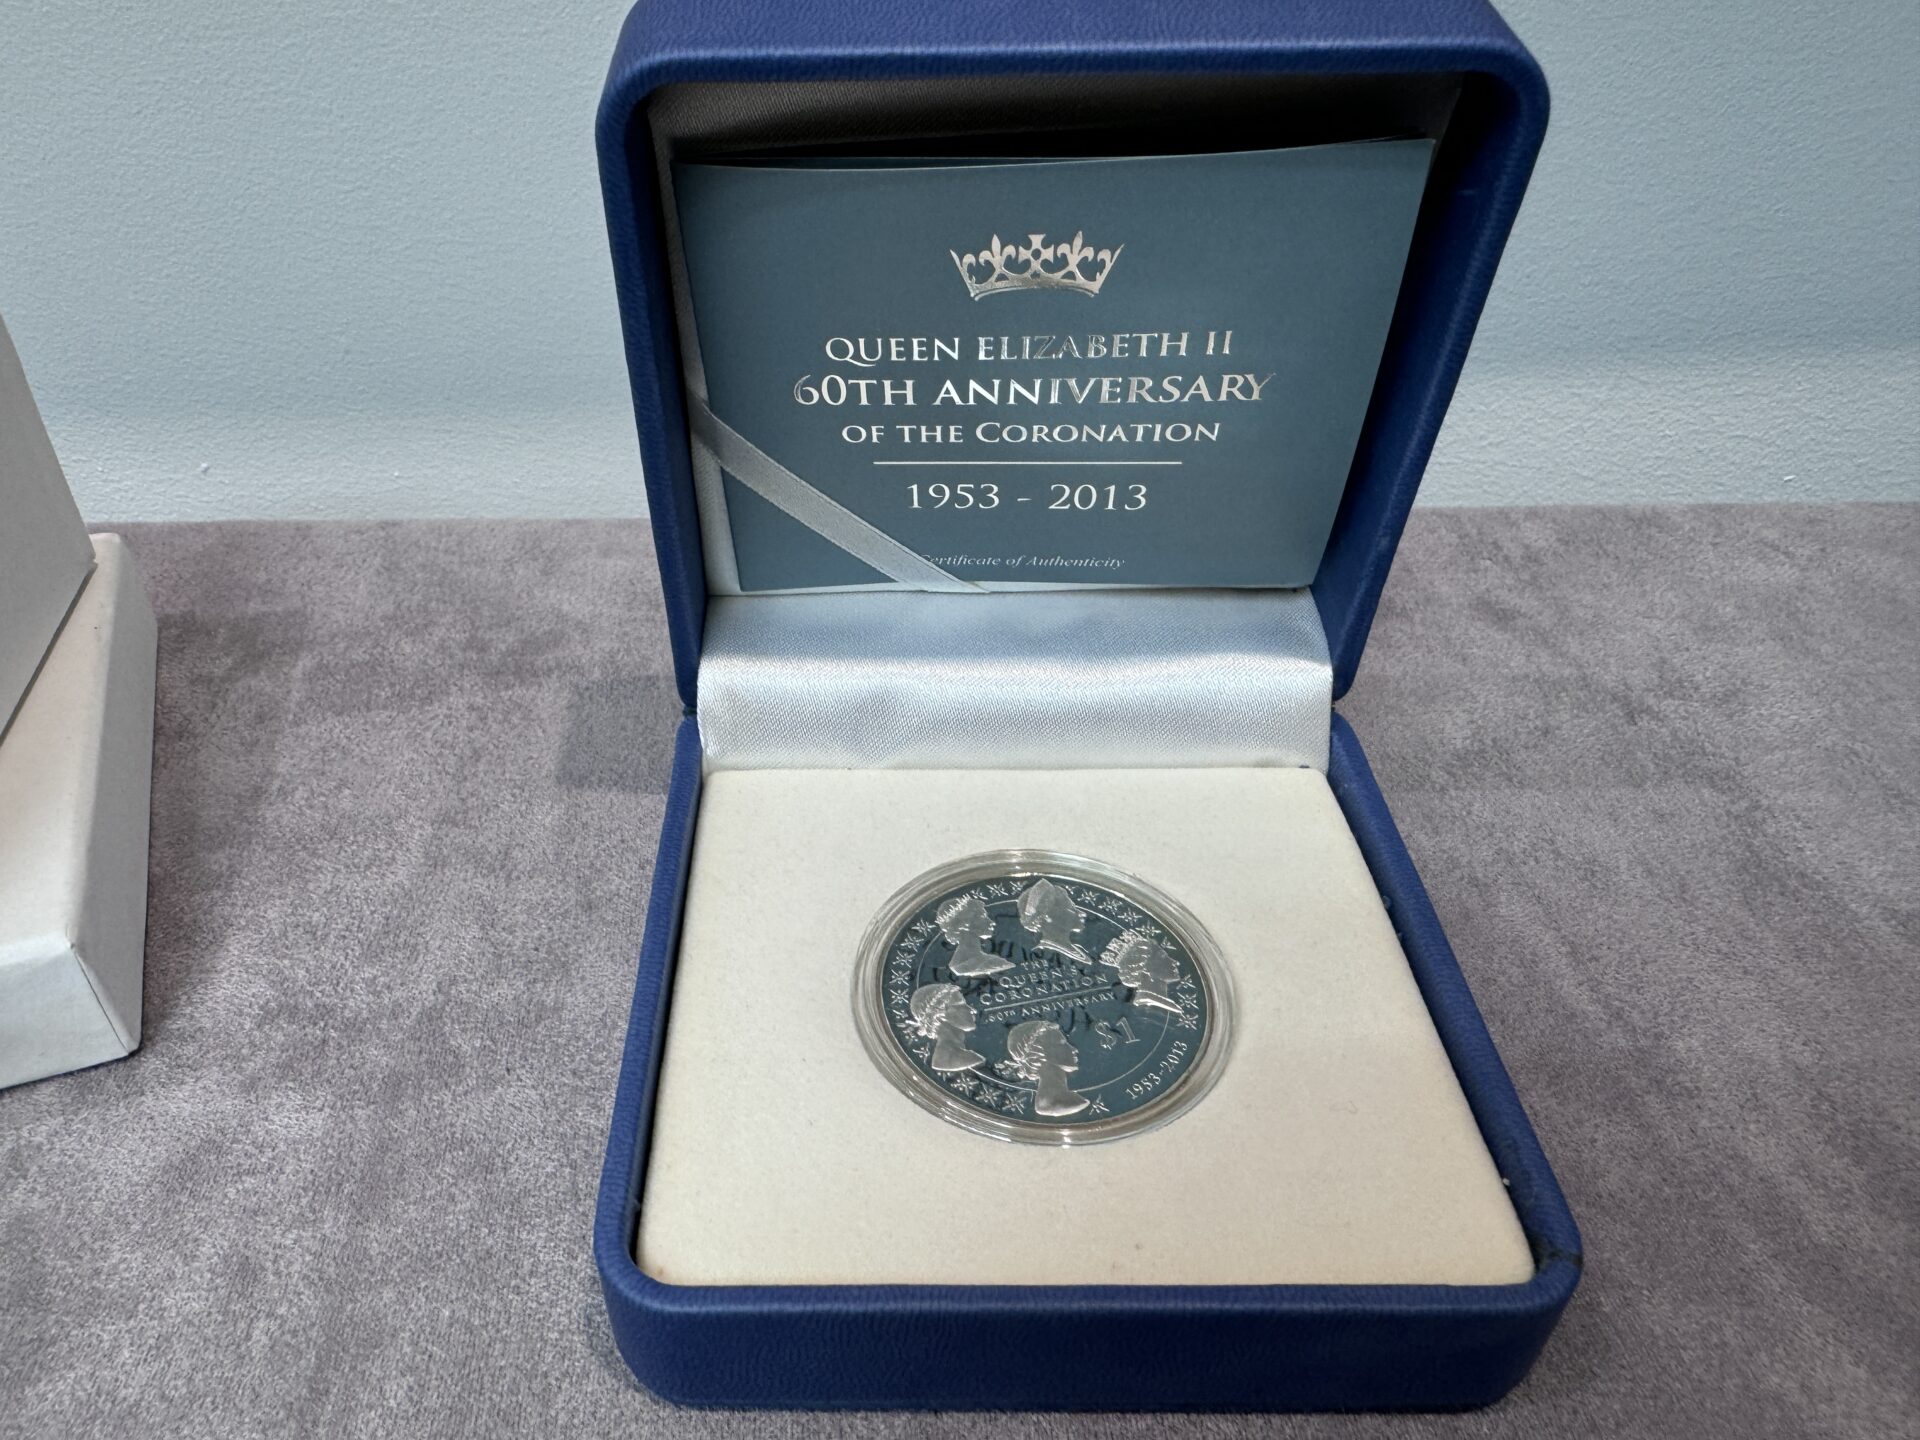 QUEEN ELIZABETH II
60TH ANNIVERSARY
OF THE CORONATION
1953 - 2013
Certificate of Authenticity
THE
QUEEN'S
CORONATION
60TH ANNIVERSARY
$1
1953-2013